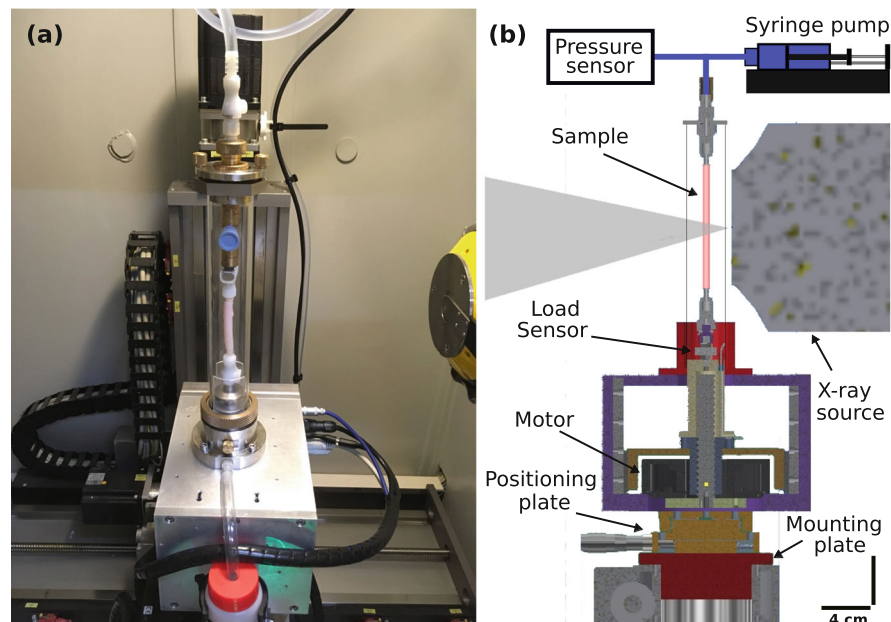 (a)
(b)
Syringe pump
Pressure
sensor
Sample
Load
Sensor
X-ray
source
Motor
Positioning
plate
Mounting
plate
4 cm